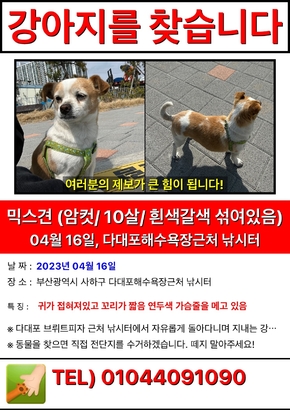 강아지를 찾습니다
여러분의 제보가 큰 힘이 됩니다!
믹스견 (암컷/ 10살/ 흰색갈색 섞여있음)
04월 16일, 다대포해수욕장근처 낚시터
날 짜 : 2023년 04월 16일
장 소 : 부산광역시 사하구 다대포해수욕장근처 낚시터
특 징 : 귀가 접혀져있고 꼬리가 짧음 연두색 가슴줄을 메고 있음
※ 다대포 브뤼트피자 근처 낚시터에서 자유롭게 돌아다니며 지내는 강…
※ 동물을 찾으면 직접 전단지를 수거하겠습니다. 떼지 말아주세요!
TEL) 01044091090